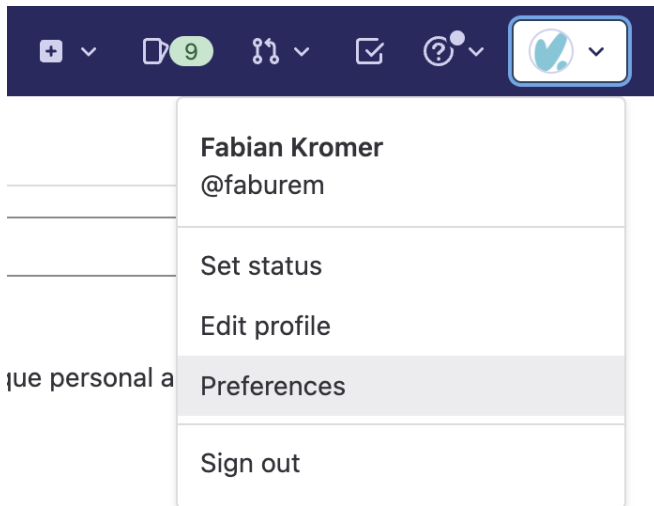 9
Fabian Kromer
@faburem
Set status
Edit profile
que personal a
Preferences
Sign out